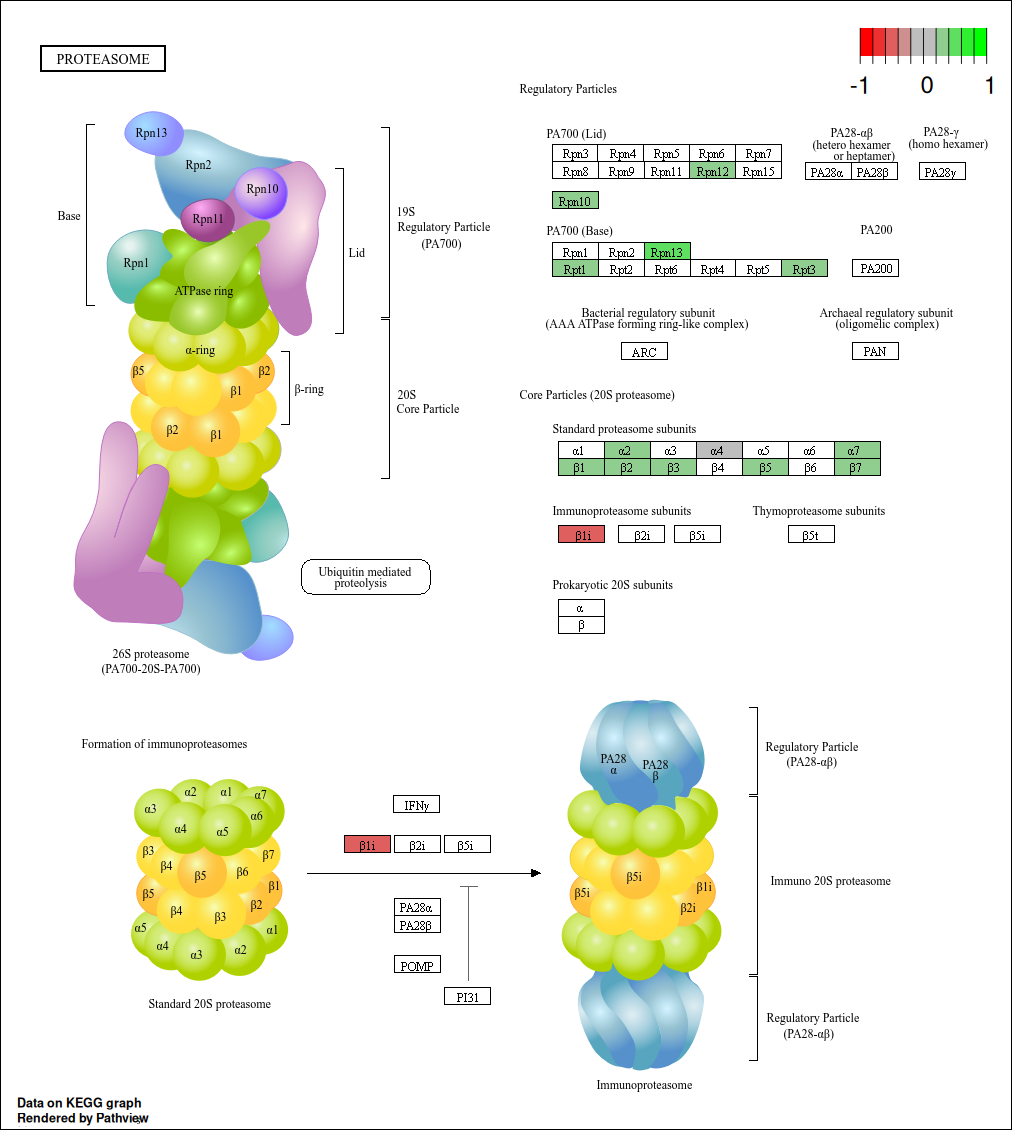 PROTEASOME
-1 0 1
Regulatory Particles
PA700 (Lid)
Rpn3 Rpn4 Rpn5 Rpn6 Rpn7
Rpn8 Rpn9 Rpn11 Rpn12 Rpn15
Rpn10
PA28-αβ
(hetero hexamer
or heptamer)
PA28α PA28β
PA28-γ
(homo hexamer)
PA28γ
PA700 (Base)
Rpn1 Rpn2 Rpn13
Rpt1 Rpt2 Rpt6 Rpt4 Rpt5 Rpt3
PA200
PA200
Bacterial regulatory subunit
(AAA ATPase forming ring-like complex)
ARC
Archaeal regulatory subunit
(oligomelic complex)
PAN
Core Particles (20S proteasome)
Standard proteasome subunits
α1 α2 α3 α4 α5 α6 α7
β1 β2 β3 β4 β5 β6 β7
Immunoproteasome subunits
β1i β2i β5i
Thymoproteasome subunits
β5t
Prokaryotic 20S subunits
α
β
Rpn13
Rpn2
Rpn10
Rpn11
Rpn1
ATPase ring
Base
Lid
19S
Regulatory Particle
(PA700)
α-ring
β5 β2
β1
β-ring
β2 β1
20S
Core Particle
Ubiquitin mediated
proteolysis
26S proteasome
(PA700-20S-PA700)
Formation of immunoproteasomes
α2 α1 α7
α3 α6
α4 α5
β3 β7
β4 β5 β6
β5 β1
β4 β3 β2
α5 α1
α4 α3 α2
Standard 20S proteasome
IFNγ
β1i β2i β5i
PA28α
PA28β
POMP
PI31
PA28
α
PA28
β
Regulatory Particle
(PA28-αβ)
β5i
β5i β1i
β2i
Immuno 20S proteasome
Regulatory Particle
(PA28-αβ)
Immunoproteasome
Data on KEGG graph
Rendered by Pathview